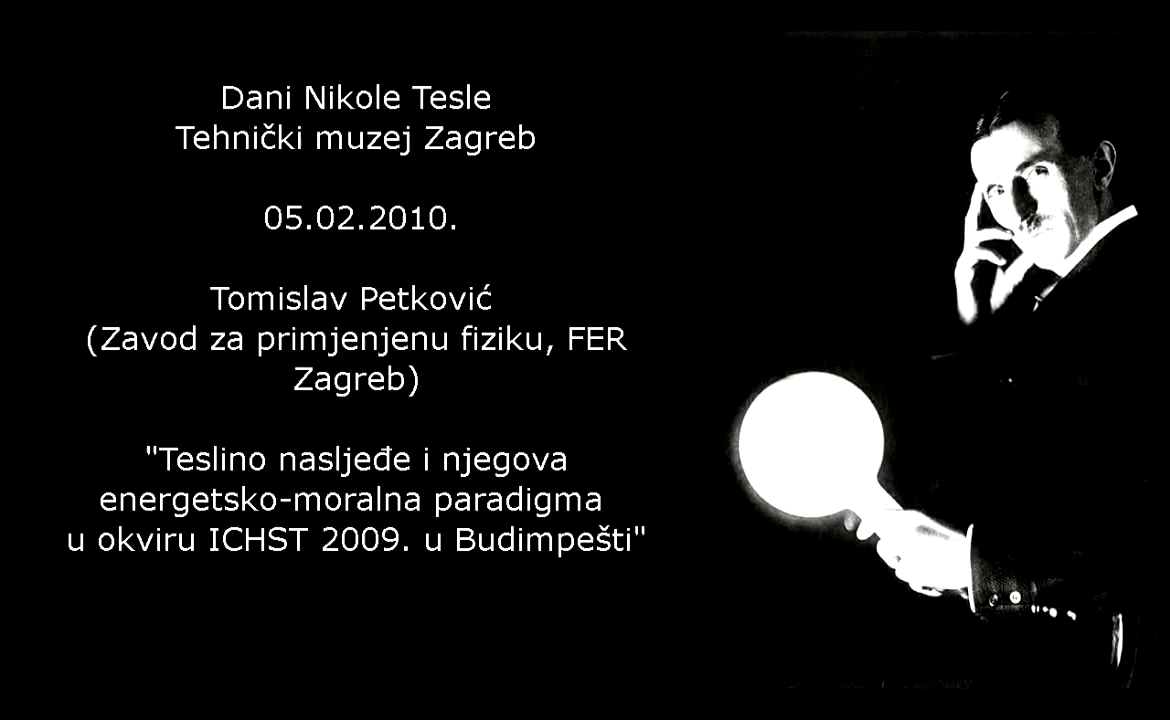 Dani Nikole Tesle
Tehnički muzej Zagreb
05.02.2010.
Tomislav Petković
(Zavod za primjenjenu fiziku, FER
Zagreb)
"Teslino nasljeđe i njegova
energetsko-moralna paradigma
u okviru ICHST 2009. u Budimpešti"